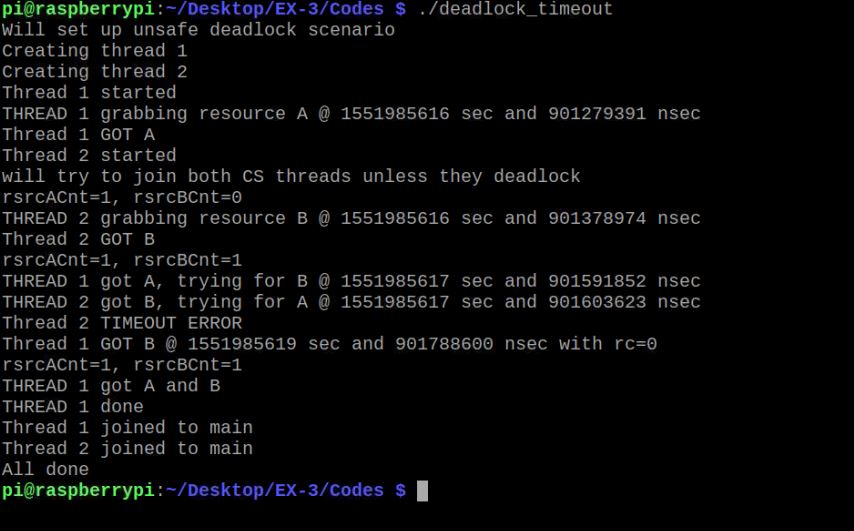 pi@raspberrypi:~/Desktop/EX-3/Codes $ ./deadlock_timeout
Will set up unsafe deadlock scenario
Creating thread 1
Creating thread 2
Thread 1 started
THREAD 1 grabbing resource A @ 1551985616 sec and 901279391 nsec
Thread 1 GOT A
Thread 2 started
will try to join both CS threads unless they deadlock
rsrcACnt=1, rsrcBCnt=0
THREAD 2 grabbing resource B @ 1551985616 sec and 901378974 nsec
Thread 2 GOT B
rsrcACnt=1, rsrcBCnt=1
THREAD 1 got A, trying for B @ 1551985617 sec and 901591852 nsec
THREAD 2 got B, trying for A @ 1551985617 sec and 901603623 nsec
Thread 2 TIMEOUT ERROR
Thread 1 GOT B @ 1551985619 sec and 901788600 nsec with rc=0
rsrcACnt=1, rsrcBCnt=1
THREAD 1 got A and B
THREAD 1 done
Thread 1 joined to main
Thread 2 joined to main
All done
pi@raspberrypi:~/Desktop/EX-3/Codes $